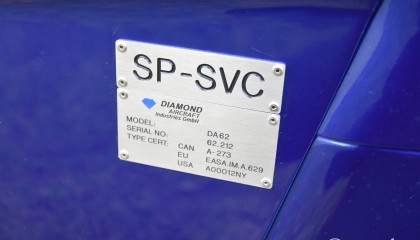 SP-SVC
DIAMOND
AIRCRAFT
Industries GmbH
MODEL: DA62
SERIAL NO: 62.212
TYPE CERT: CAN A-273
EU EASA.IM.A.629
USA A00012NY